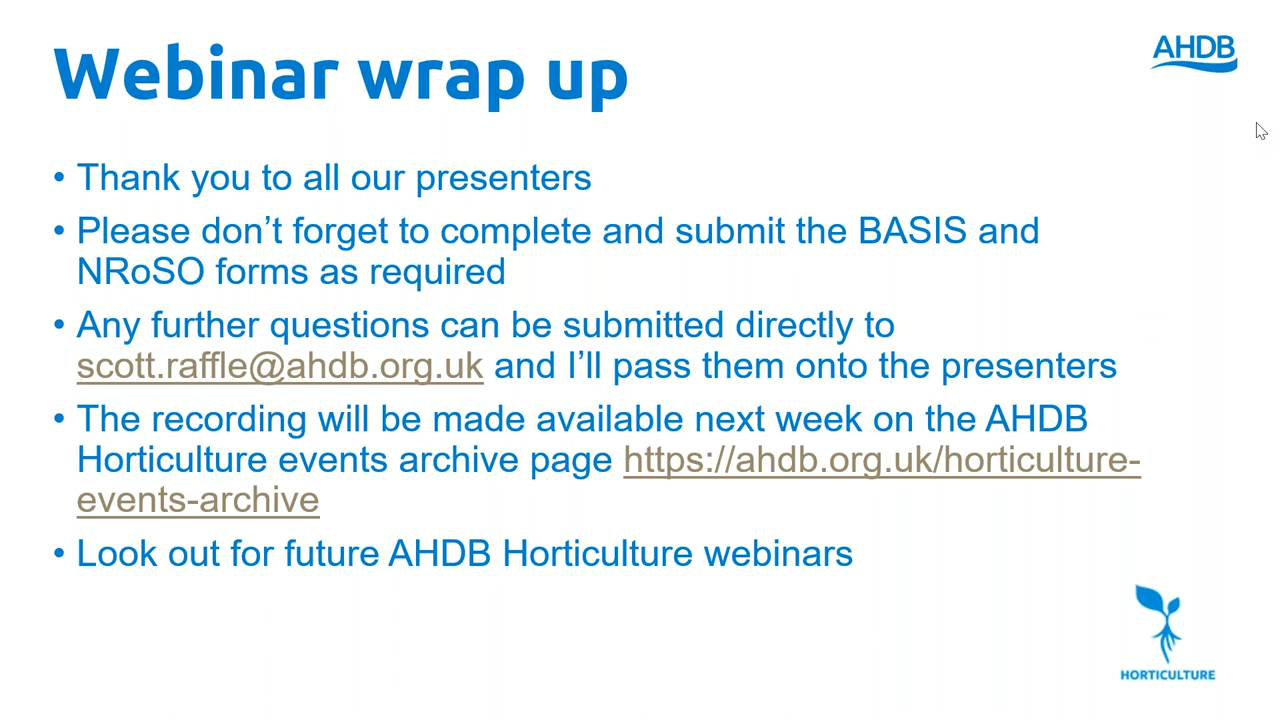 Webinar wrap up
AHDB
• Thank you to all our presenters
• Please don’t forget to complete and submit the BASIS and
NRoSO forms as required
• Any further questions can be submitted directly to
scott.raffle@ahdb.org.uk and I’ll pass them onto the presenters
• The recording will be made available next week on the AHDB
Horticulture events archive page https://ahdb.org.uk/horticulture-
events-archive
• Look out for future AHDB Horticulture webinars
HORTICULTURE